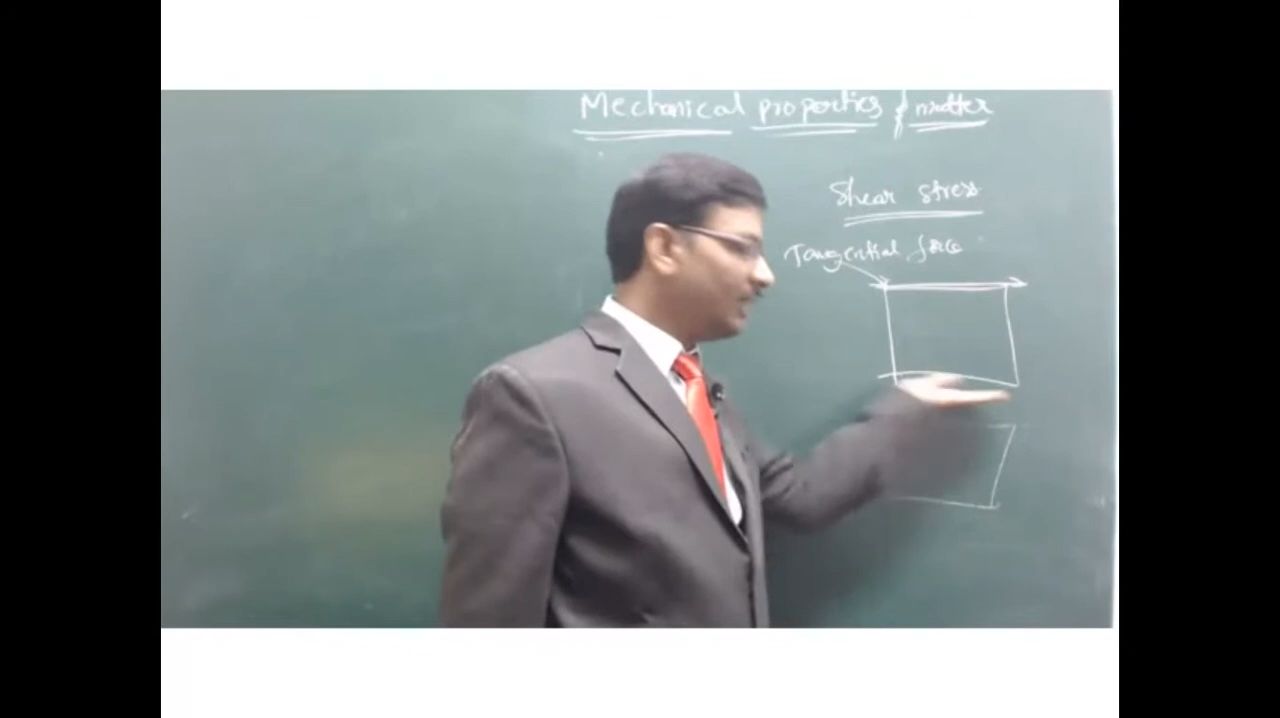 Mechanical properties of matter
Shear stress
Tangential force